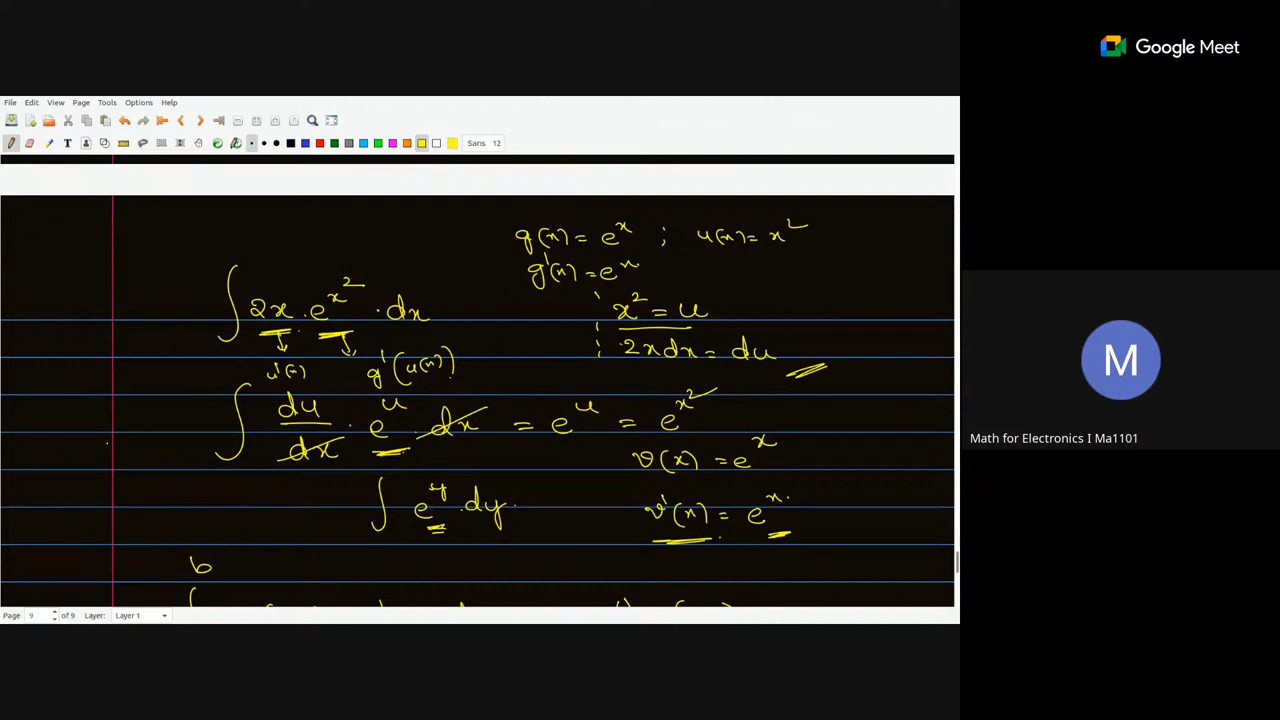 Google Meet
File Edit View Page Tools Options Help
Sans 12
g(x) = e^x ; u(x) = x^2
g'(x) = e^x
∫ 2x · e^{x^2} · dx
x^2 = u
2x dx = du
u'(x) g'(u(x))
∫ du/dx · e^u · dx = e^u = e^{x^2}
v(x) = e^x
∫ e^y · dy
v'(x) = e^x
b
Page 9 of 9 Layer: Layer 1
M
Math for Electronics I Ma1101